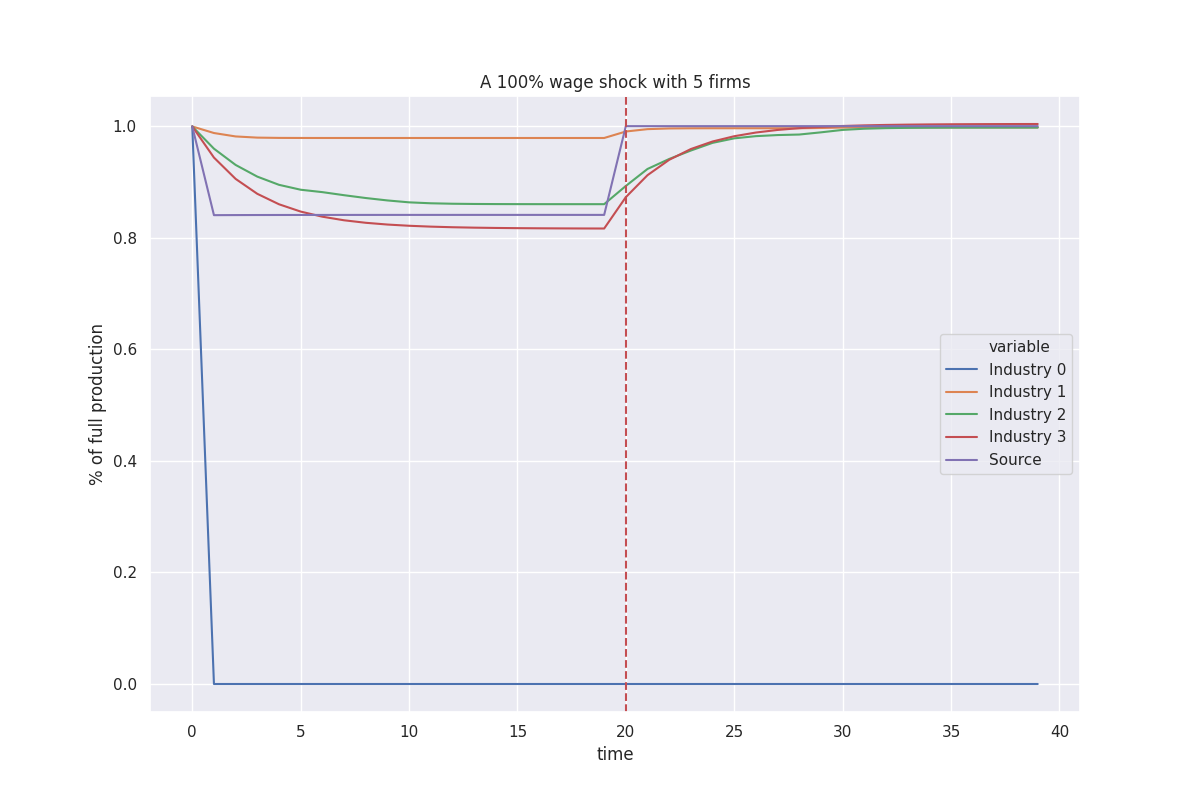 A 100% wage shock with 5 firms
% of full production
1.0
0.8
0.6
0.4
0.2
0.0
variable
Industry 0
Industry 1
Industry 2
Industry 3
Source
0 5 10 15 20 25 30 35 40
time